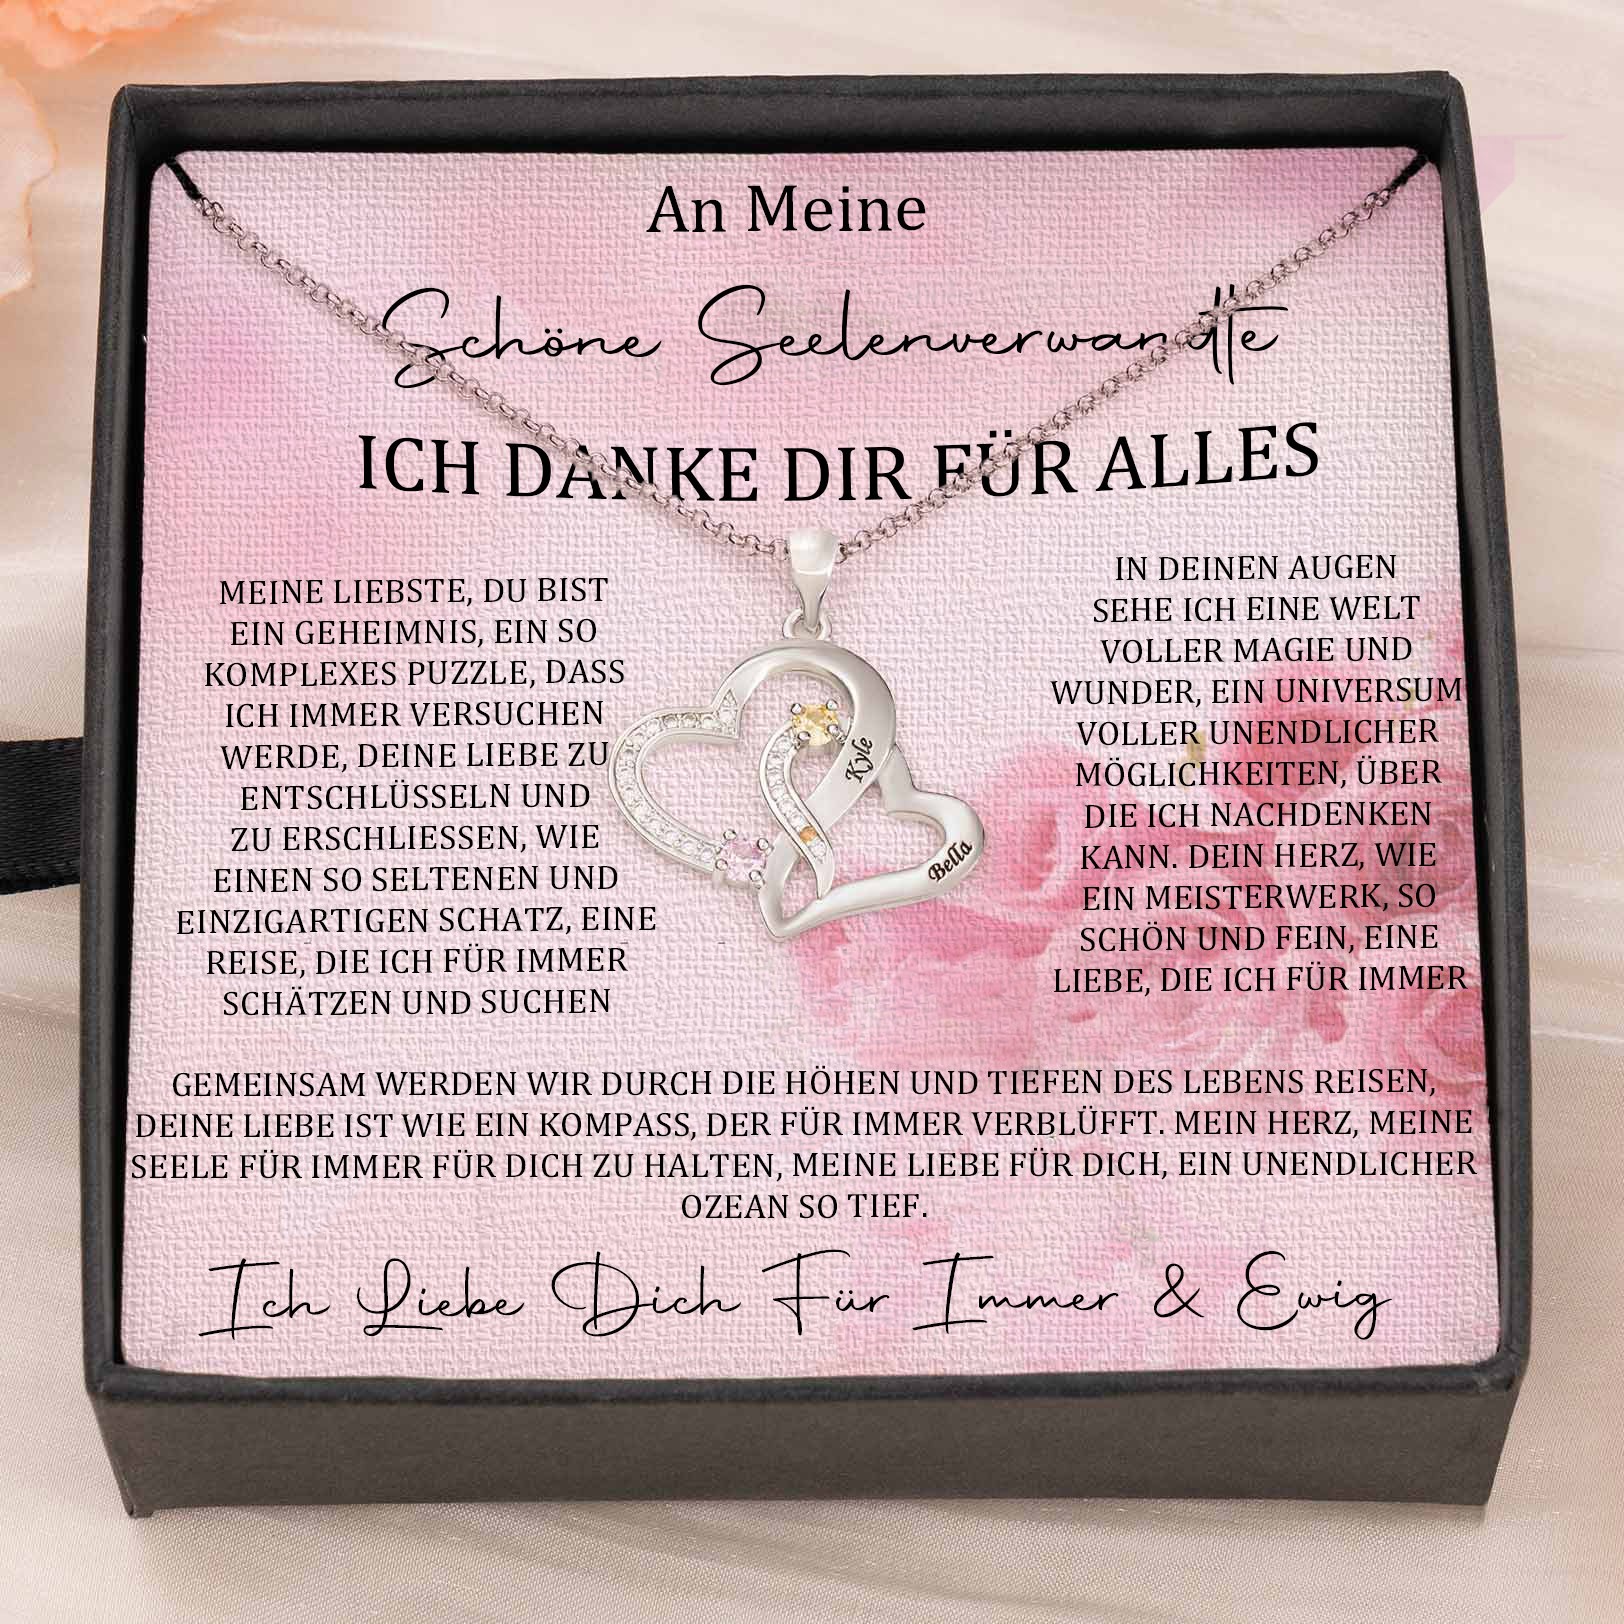 An Meine
Schöne Seelenverwandte
ICH DANKE DIR FÜR ALLES
MEINE LIEBSTE, DU BIST
EIN GEHEIMNIS, EIN SO
KOMPLEXES PUZZLE, DASS
ICH IMMER VERSUCHEN
WERDE, DEINE LIEBE ZU
ENTSCHLÜSSELN UND
ZU ERSCHLIESSEN, WIE
EINEN SO SELTENEN UND
EINZIGARTIGEN SCHATZ, EINE
REISE, DIE ICH FÜR IMMER
SCHÄTZEN UND SUCHEN
Kyle
Bella
IN DEINEN AUGEN
SEHE ICH EINE WELT
VOLLER MAGIE UND
WUNDER, EIN UNIVERSUM
VOLLER UNENDLICHER
MÖGLICHKEITEN, ÜBER
DIE ICH NACHDENKEN
KANN. DEIN HERZ, WIE
EIN MEISTERWERK, SO
SCHÖN UND FEIN, EINE
LIEBE, DIE ICH FÜR IMMER
GEMEINSAM WERDEN WIR DURCH DIE HÖHEN UND TIEFEN DES LEBENS REISEN,
DEINE LIEBE IST WIE EIN KOMPASS, DER FÜR IMMER VERBLÜFFT. MEIN HERZ, MEINE
SEELE FÜR IMMER FÜR DICH ZU HALTEN, MEINE LIEBE FÜR DICH, EIN UNENDLICHER
OZEAN SO TIEF.
Ich Liebe Dich Für Immer & Ewig